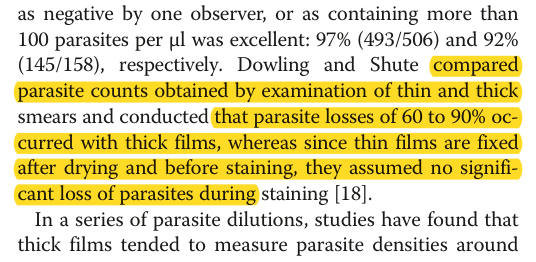 as negative by one observer, or as containing more than
100 parasites per μl was excellent: 97% (493/506) and 92%
(145/158), respectively. Dowling and Shute compared
parasite counts obtained by examination of thin and thick
smears and conducted that parasite losses of 60 to 90% oc-
curred with thick films, whereas since thin films are fixed
after drying and before staining, they assumed no signifi-
cant loss of parasites during staining [18].
In a series of parasite dilutions, studies have found that
thick films tended to measure parasite densities around